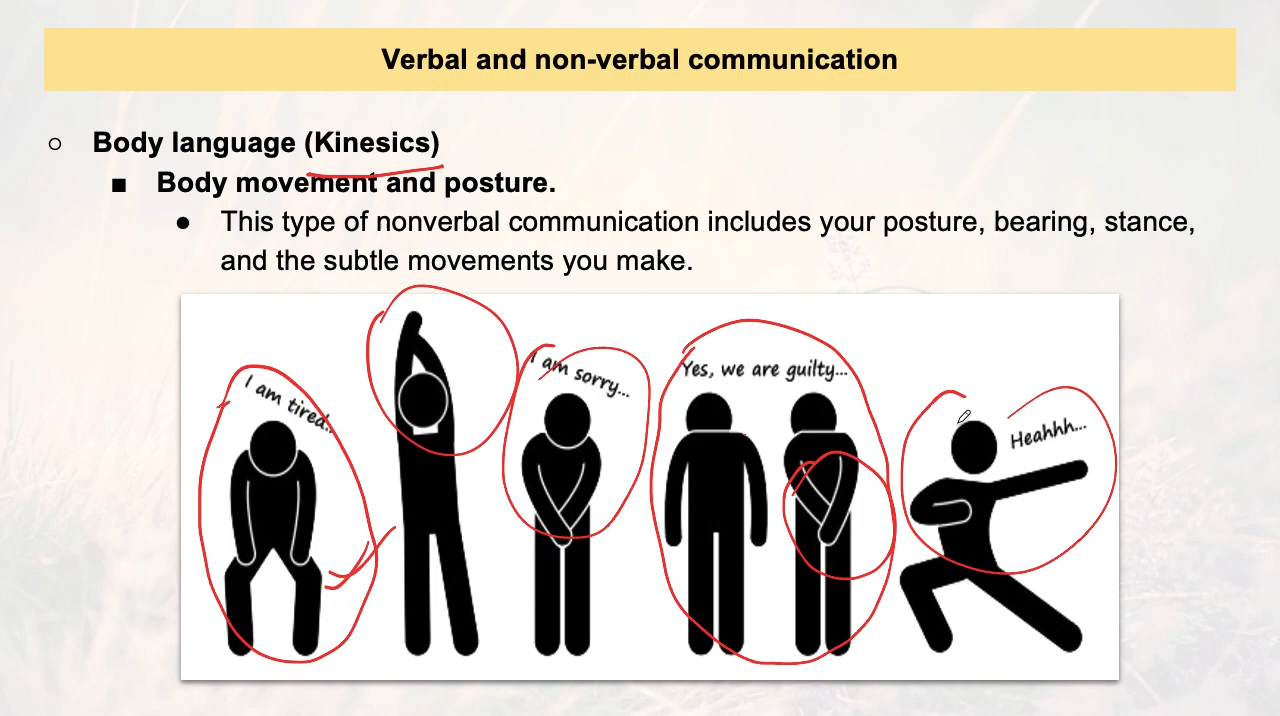 Verbal and non-verbal communication
Body language (Kinesics)
Body movement and posture.
This type of nonverbal communication includes your posture, bearing, stance,
and the subtle movements you make.
I am tired..
I am sorry...
Yes, we are guilty...
Heahhh...